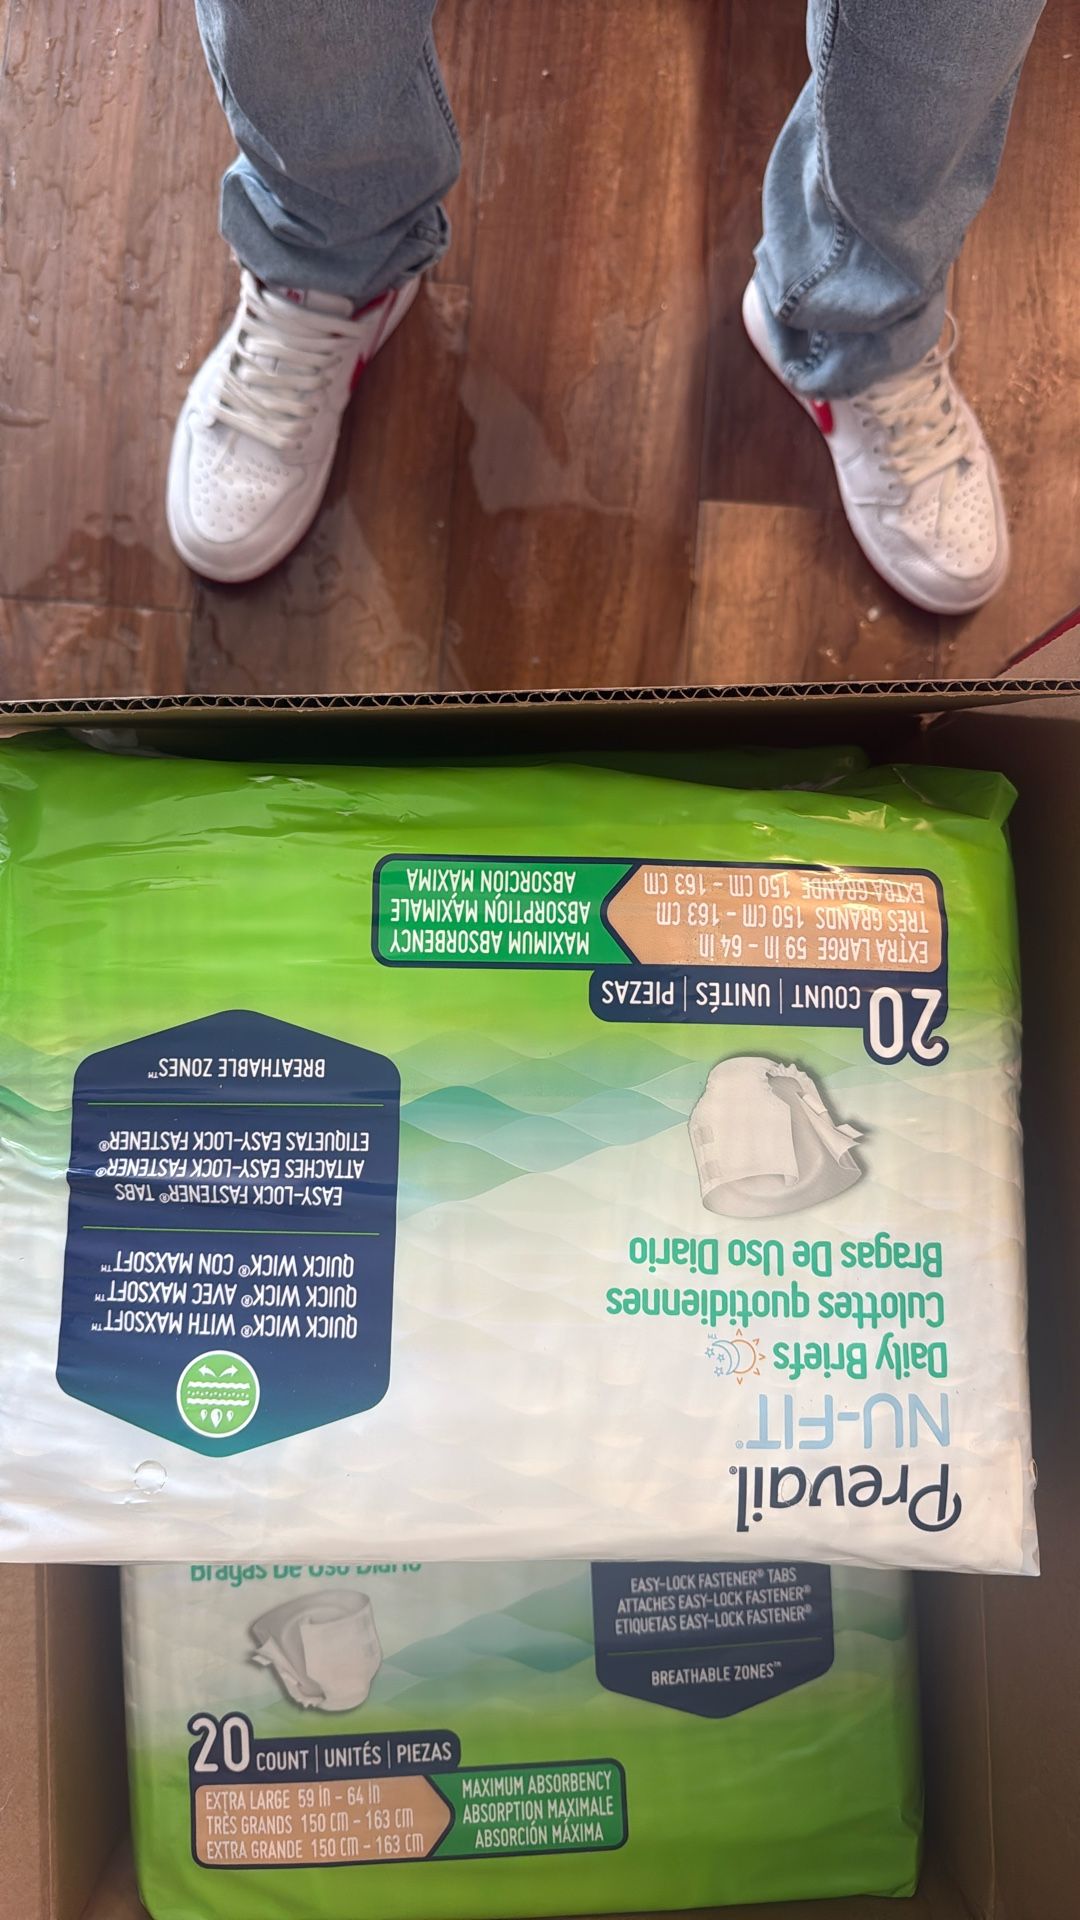 Prevail®
NU-FIT®
Daily Briefs
Culottes quotidiennes
Bragas De Uso Diario
20 COUNT | UNITÉS | PIEZAS
EXTRA LARGE 59 in - 64 in
TRÈS GRANDS 150 cm - 163 cm
EXTRA GRANDE 150 cm - 163 cm
MAXIMUM ABSORBENCY
ABSORPTION MAXIMALE
ABSORCIÓN MÁXIMA
QUICK WICK® WITH MAXSOFT™
QUICK WICK® AVEC MAXSOFT™
QUICK WICK® CON MAXSOFT™
EASY-LOCK FASTENER® TABS
ATTACHES EASY-LOCK FASTENER®
ETIQUETAS EASY-LOCK FASTENER®
BREATHABLE ZONES™
Bragas De Uso Diario
20 COUNT | UNITÉS | PIEZAS
EXTRA LARGE 59 in - 64 in
TRÈS GRANDS 150 cm - 163 cm
EXTRA GRANDE 150 cm - 163 cm
MAXIMUM ABSORBENCY
ABSORPTION MAXIMALE
ABSORCIÓN MÁXIMA
EASY-LOCK FASTENER® TABS
ATTACHES EASY-LOCK FASTENER®
ETIQUETAS EASY-LOCK FASTENER®
BREATHABLE ZONES™